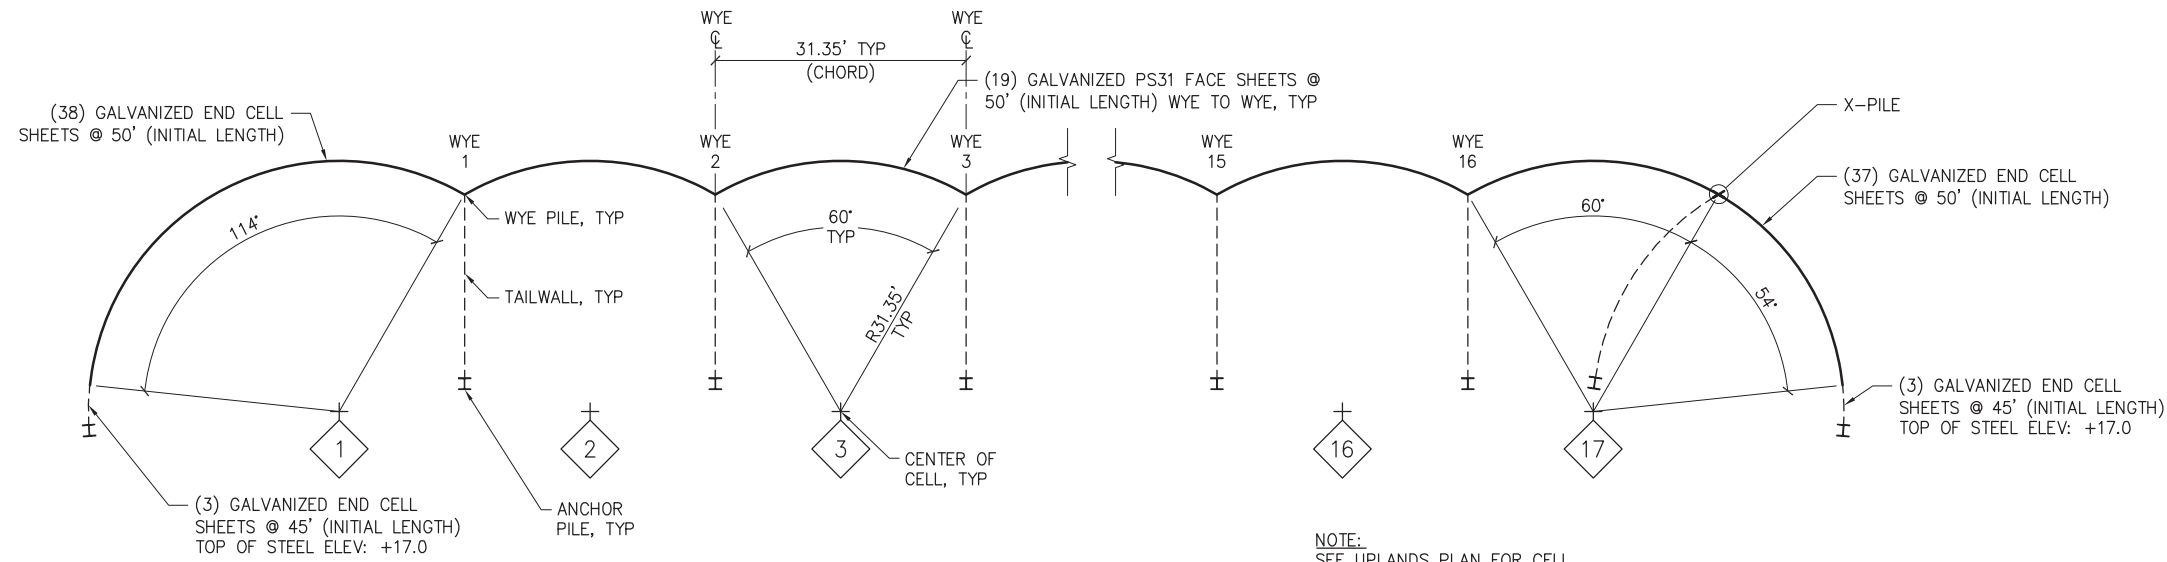 WYE
℄
WYE
℄
31.35' TYP
(CHORD)
(19) GALVANIZED PS31 FACE SHEETS @
50' (INITIAL LENGTH) WYE TO WYE, TYP
(38) GALVANIZED END CELL
SHEETS @ 50' (INITIAL LENGTH)
X-PILE
WYE
1
WYE
2
WYE
3
WYE
15
WYE
16
(37) GALVANIZED END CELL
SHEETS @ 50' (INITIAL LENGTH)
WYE PILE, TYP
114°
60°
TYP
60°
54°
TAILWALL, TYP
R31.35'
TYP
(3) GALVANIZED END CELL
SHEETS @ 45' (INITIAL LENGTH)
TOP OF STEEL ELEV: +17.0
1
2
3
16
17
CENTER OF
CELL, TYP
(3) GALVANIZED END CELL
SHEETS @ 45' (INITIAL LENGTH)
TOP OF STEEL ELEV: +17.0
ANCHOR
PILE, TYP
NOTE:
SEE UPLANDS PLAN FOR CELL